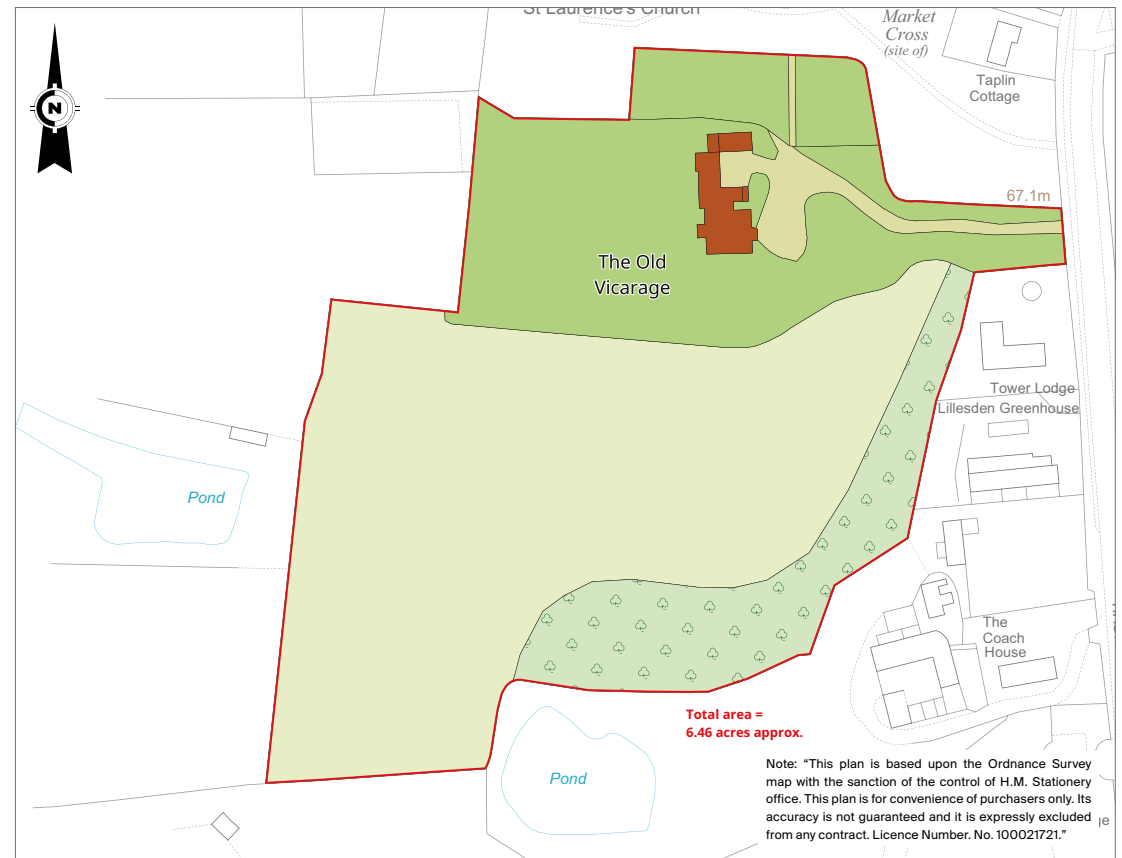 St Laurence's Church
Market
Cross
(site of)
Taplin
Cottage
N
67.1m
The Old
Vicarage
Tower Lodge
Lillesden Greenhouse
Pond
The
Coach
House
Total area =
6.46 acres approx.
Pond
Note: “This plan is based upon the Ordnance Survey
map with the sanction of the control of H.M. Stationery
office. This plan is for convenience of purchasers only. Its
accuracy is not guaranteed and it is expressly excluded
from any contract. Licence Number. No. 100021721.”